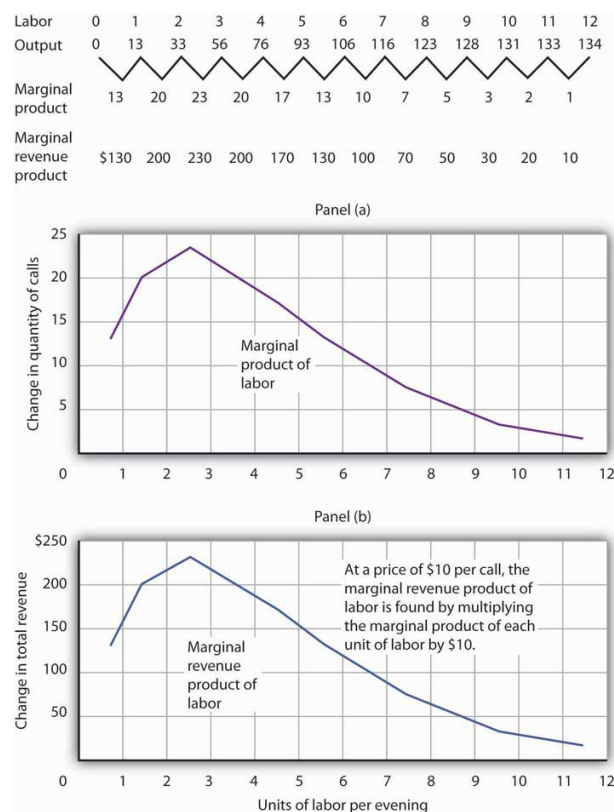 Labor 0 1 2 3 4 5 6 7 8 9 10 11 12
Output 0 13 33 56 76 93 106 116 123 128 131 133 134
Marginal
product 13 20 23 20 17 13 10 7 5 3 2 1
Marginal
revenue $130 200 230 200 170 130 100 70 50 30 20 10
product
Panel (a)
Change in quantity of calls
25
20
15
10
5
Marginal
product of
labor
0 1 2 3 4 5 6 7 8 9 10 11 12
Panel (b)
Change in total revenue
$250
200
150
100
50
At a price of $10 per call, the
marginal revenue product of
labor is found by multiplying
the marginal product of each
unit of labor by $10.
Marginal
revenue
product of
labor
0 1 2 3 4 5 6 7 8 9 10 11 12
Units of labor per evening